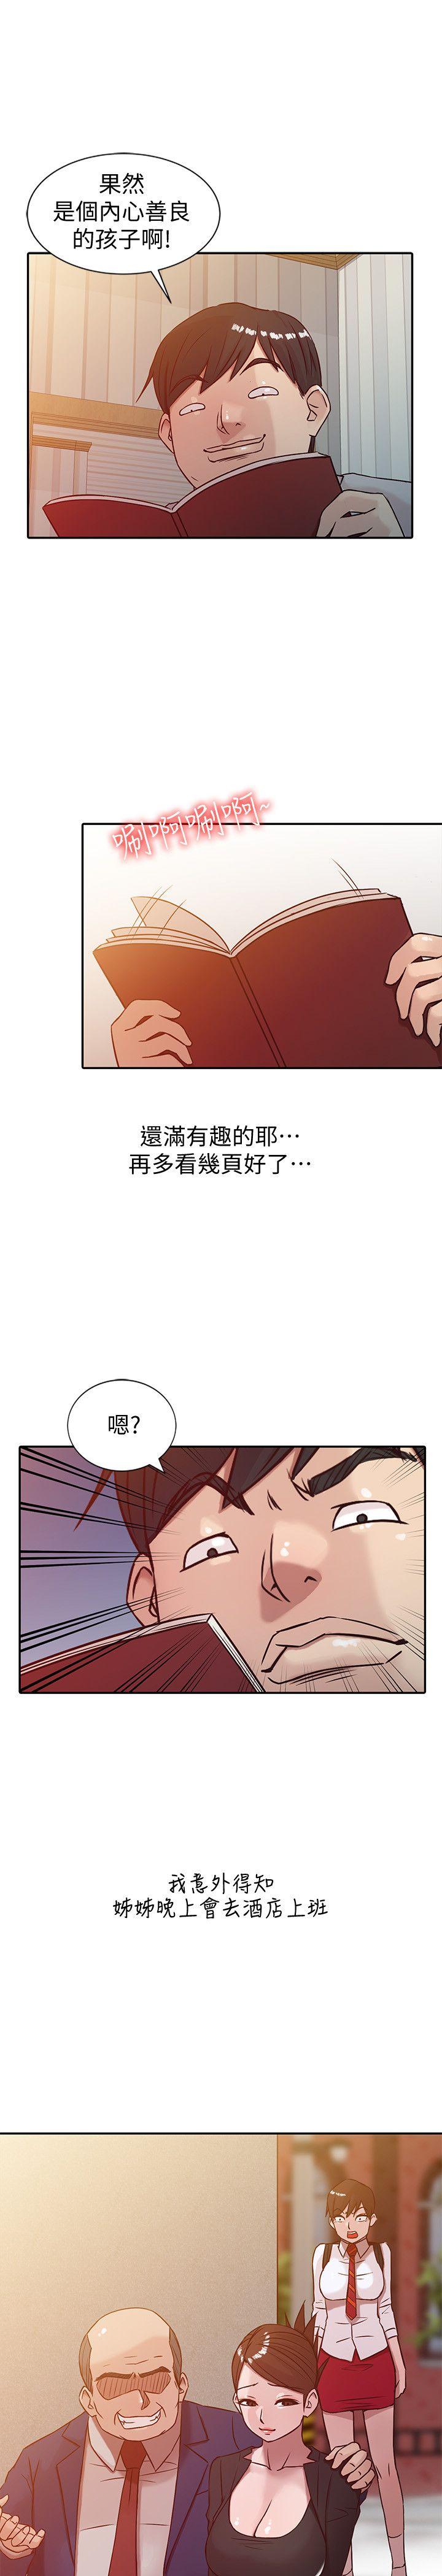 果然
是個內心善良
的孩子啊!
唰啊唰啊~
還滿有趣的耶⋯
再多看幾頁好了⋯
嗯?
我意外得知
姊姊晚上會去酒店上班